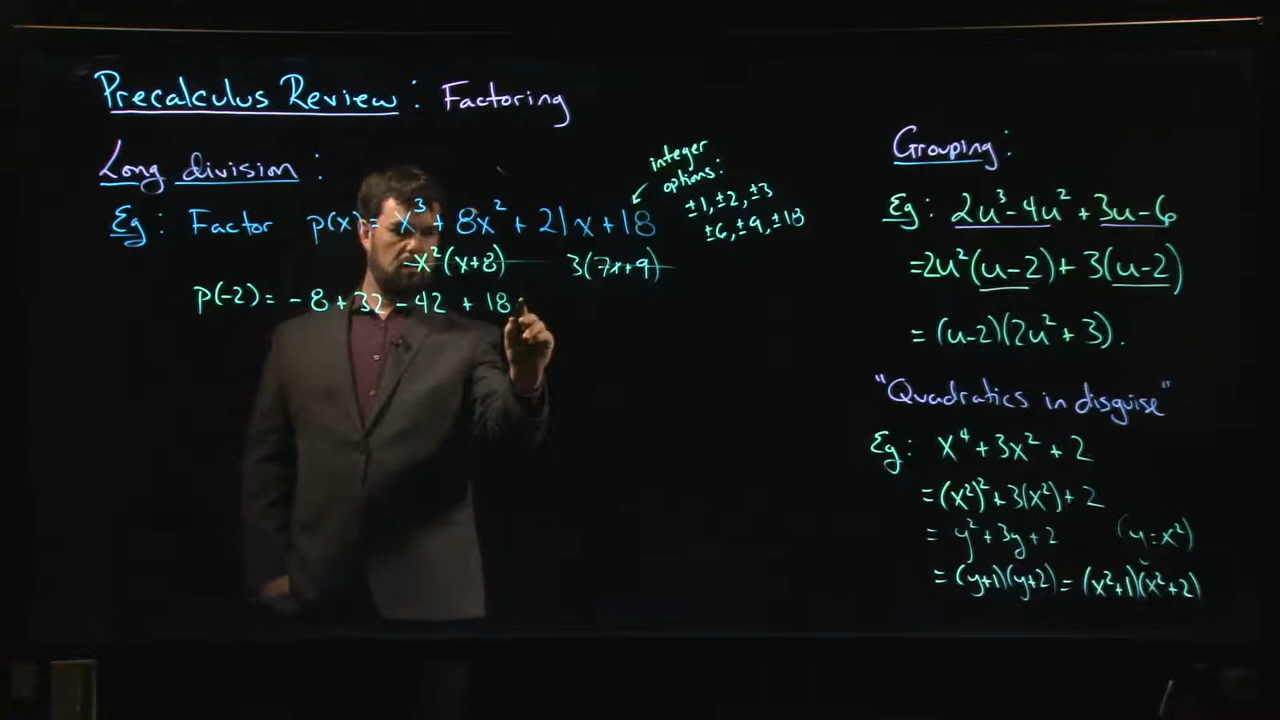 Precalculus Review: Factoring
Long division:
Eg: Factor p(x)= x³ + 8x² + 21x + 18
integer
options:
±1, ±2, ±3
±6, ±9, ±18
x²(x+8) 3(7x+9)
p(-2) = -8 + 32 - 42 + 18
Grouping:
Eg: 2u³-4u² + 3u-6
=2u²(u-2) + 3(u-2)
= (u-2)(2u² + 3).
"Quadratics in disguise"
Eg: x⁴ + 3x² + 2
= (x²)² + 3(x²) + 2
= y² + 3y + 2 (y=x²)
= (y+1)(y+2) = (x²+1)(x²+2)